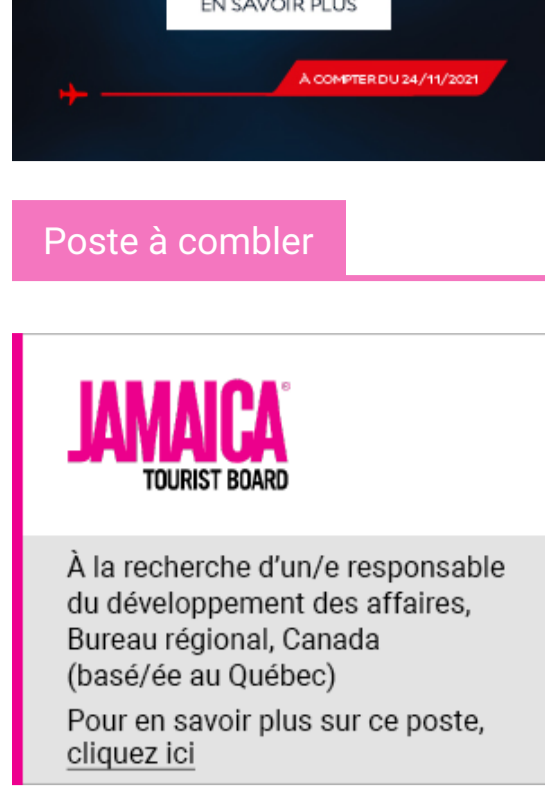 EN SAVOIR PLUS
À COMPTER DU 24/11/2021
Poste à combler
JAMAICA®
TOURIST BOARD
À la recherche d'un/e responsable
du développement des affaires,
Bureau régional, Canada
(basé/ée au Québec)
Pour en savoir plus sur ce poste,
cliquez ici